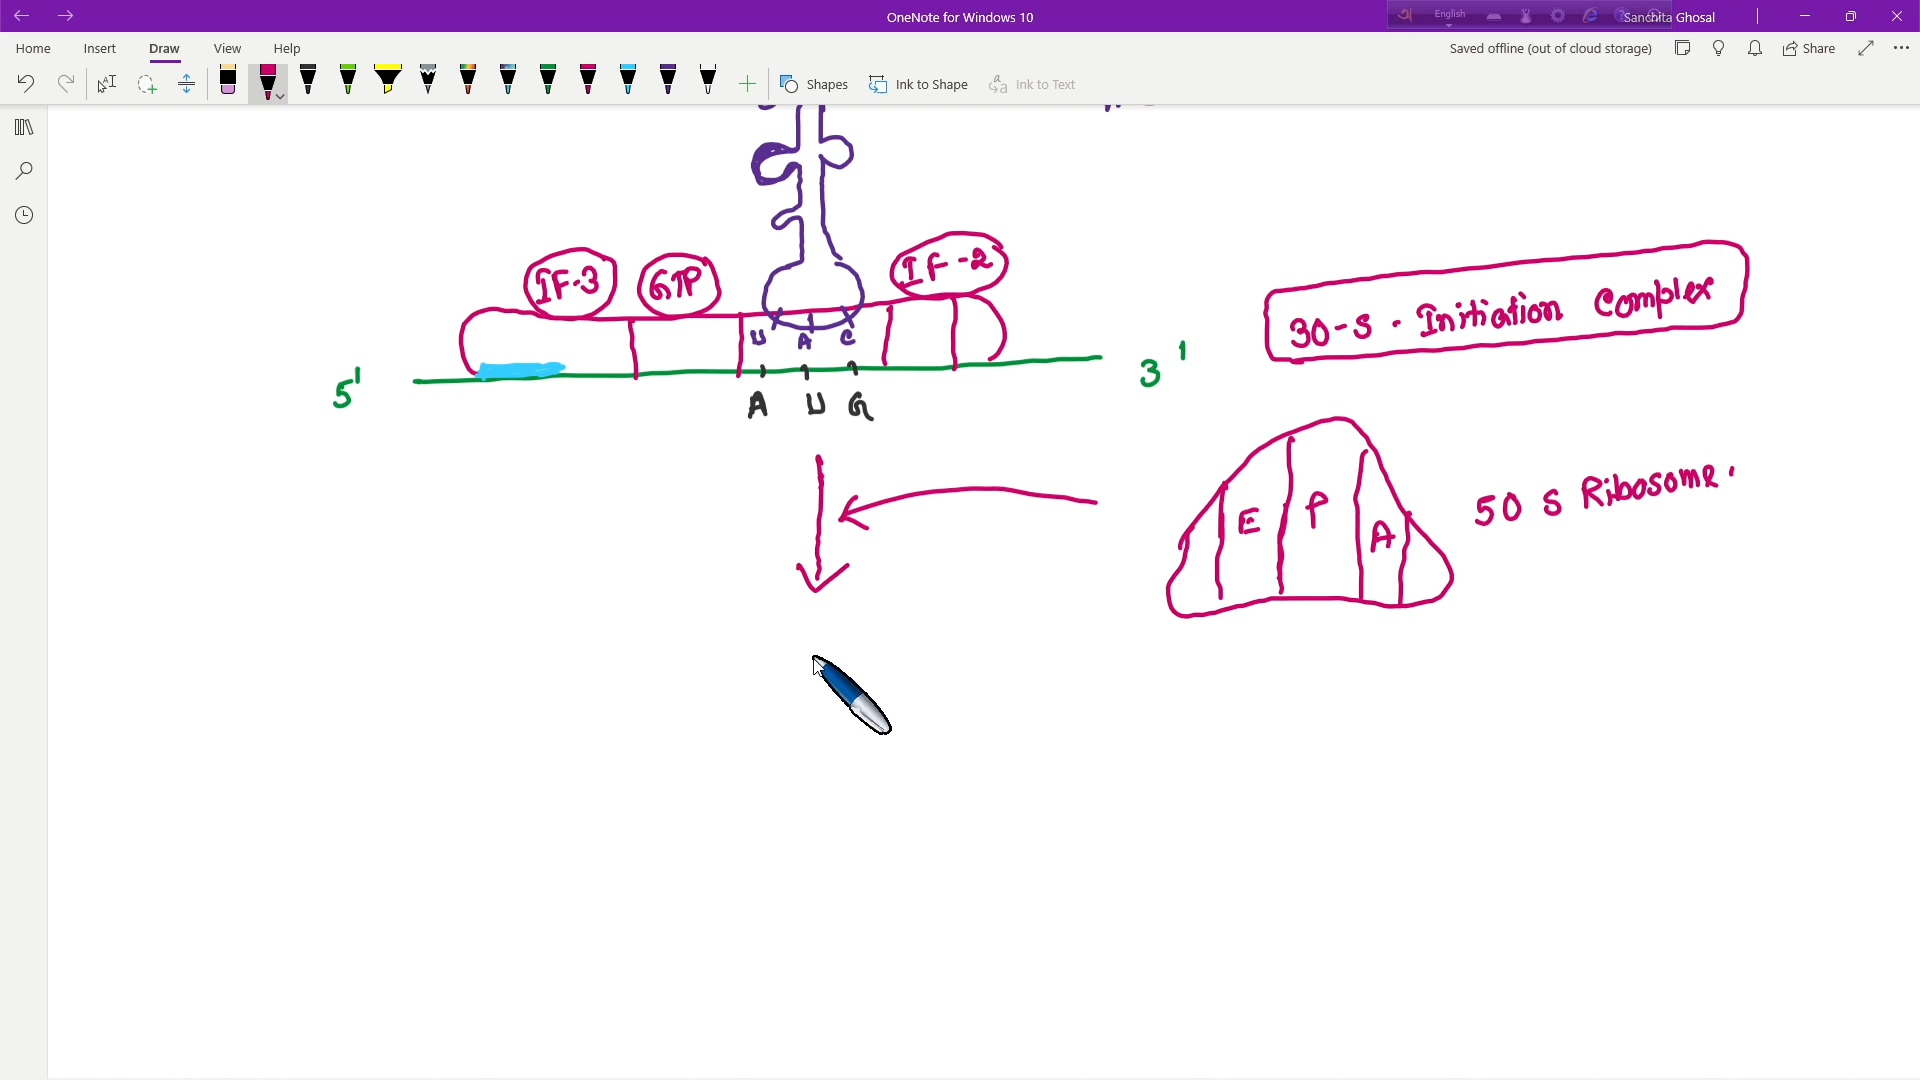 OneNote for Windows 10
English
Sanchita Ghosal
Home Insert Draw View Help
Saved offline (out of cloud storage)
Share
Shapes
Ink to Shape
Ink to Text
IF-3
GTP
IF-2
U A C
5' 3'
A U G
30-S - Initiation Complex
E P A
50 S Ribosome.